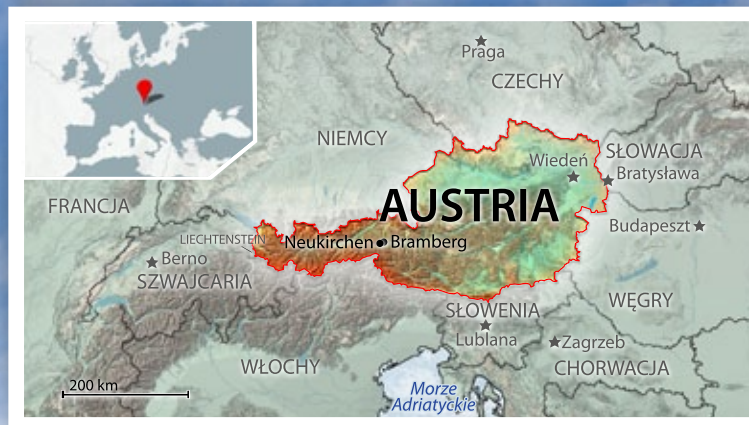 Praga
CZECHY
NIEMCY
Wiedeń
SŁOWACJA
Bratysława
AUSTRIA
FRANCJA
Budapeszt
LIECHTENSTEIN
Neukirchen
Bramberg
Berno
SZWAJCARIA
WĘGRY
SŁOWENIA
Lublana
Zagrzeb
WŁOCHY
CHORWACJA
200 km
Morze
Adriatyckie